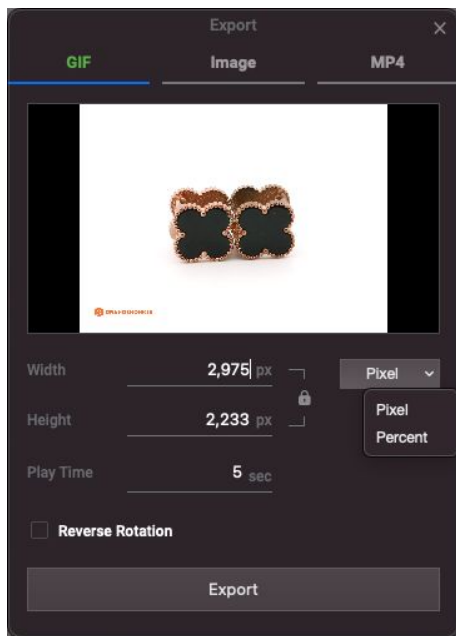 Export
GIF Image MP4
Width 2,975 px Pixel
Pixel
Height 2,233 px
Percent
Play Time 5 sec
Reverse Rotation
Export